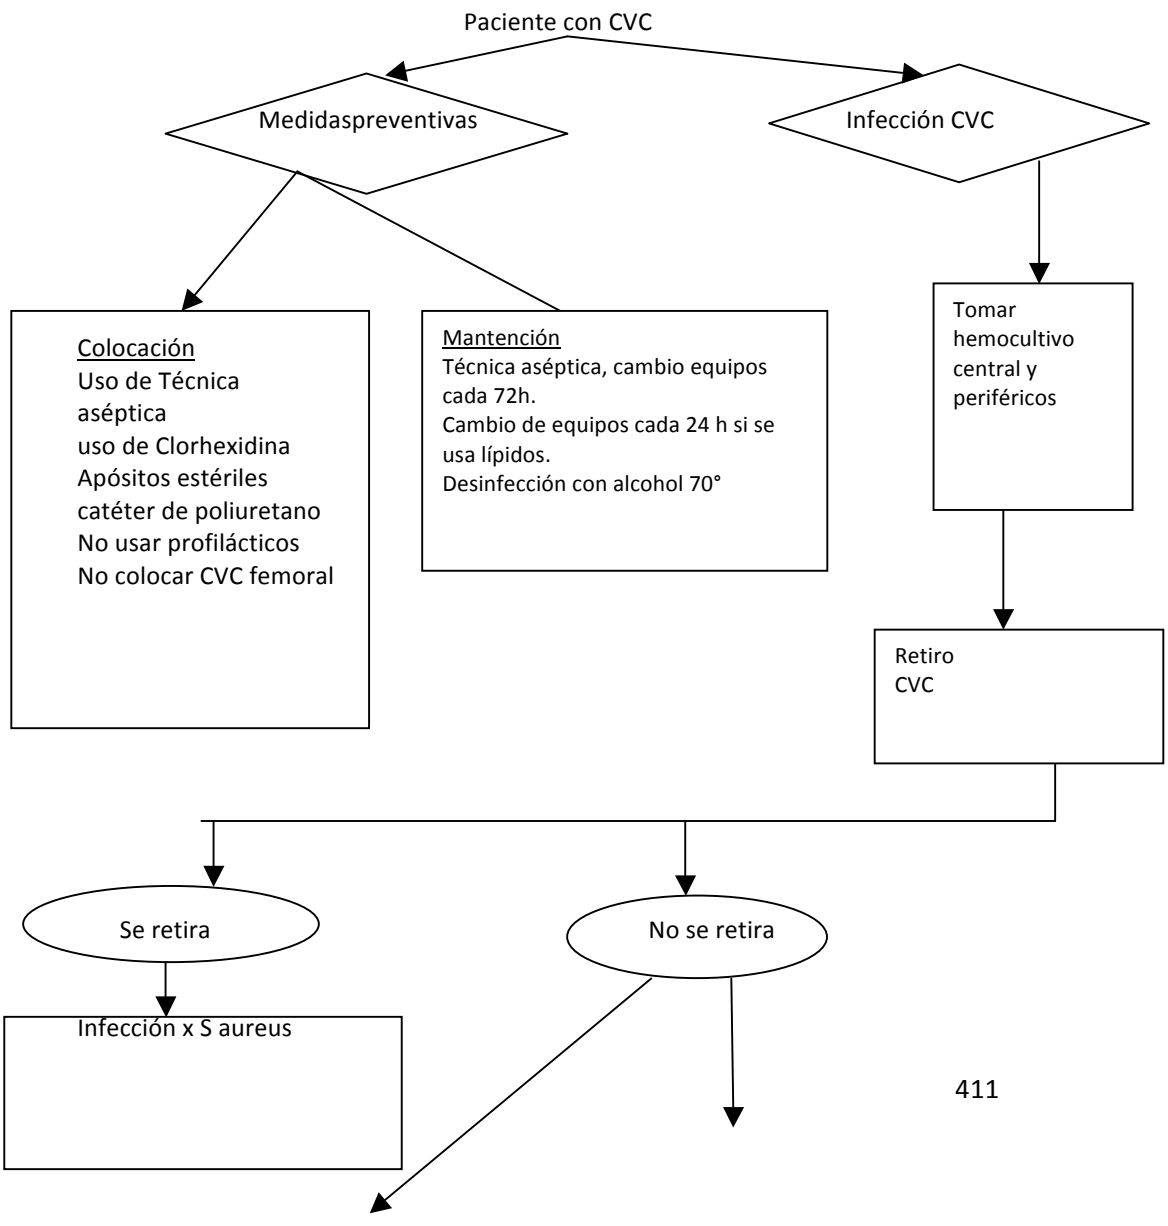 Paciente con CVC
Medidaspreventivas
Infección CVC
Colocación
Uso de Técnica
aséptica
uso de Clorhexidina
Apósitos estériles
catéter de poliuretano
No usar profilácticos
No colocar CVC femoral
Mantención
Técnica aséptica, cambio equipos
cada 72h.
Cambio de equipos cada 24 h si se
usa lípidos.
Desinfección con alcohol 70°
Tomar
hemocultivo
central y
periféricos
Retiro
CVC
Se retira
No se retira
Infección x S aureus
411